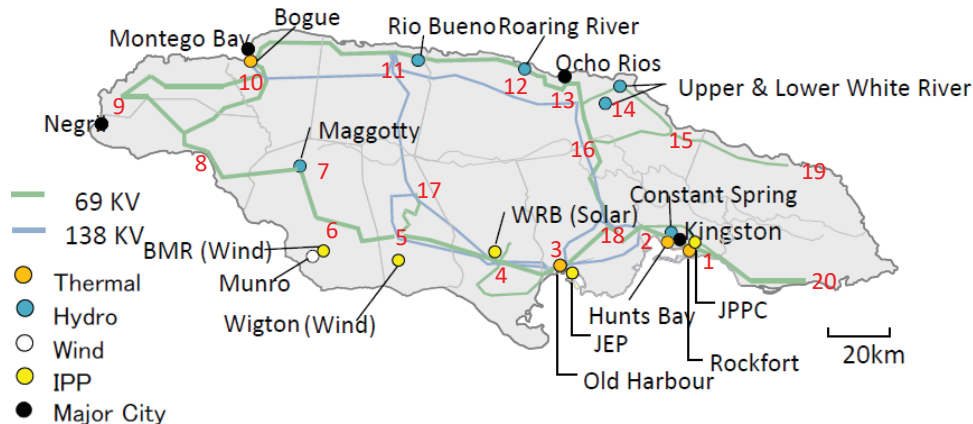 Bogue
Montego Bay
Rio Bueno
Roaring River
Ocho Rios
10
11
12
13
Upper & Lower White River
14
9
Negril
Maggotty
8
7
16
15
19
17
69 KV
138 KV
Constant Spring
WRB (Solar)
Kingston
6
5
BMR (Wind)
3
18
2
4
1
20
Munro
Wigton (Wind)
Hunts Bay
JPPC
JEP
Rockfort
Old Harbour
20km
Thermal
Hydro
Wind
IPP
Major City